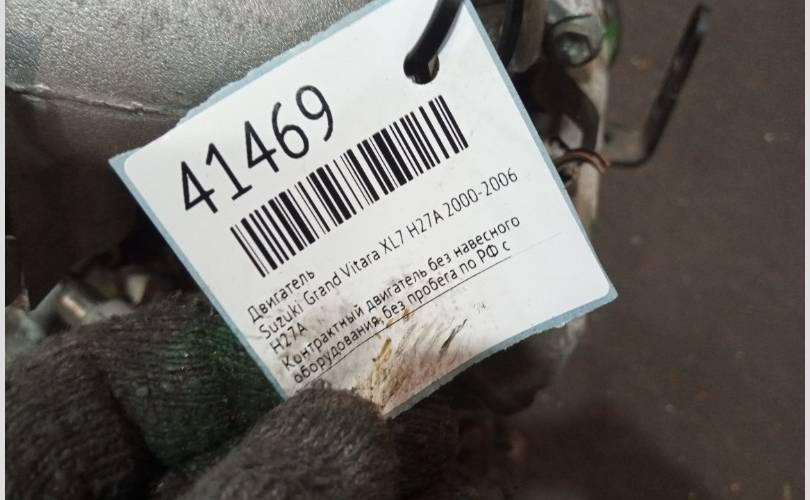 41469
Двигатель
Suzuki Grand Vitara XL7 H27A 2000-2006
H27A
Контрактный двигатель без навесного
оборудования, без пробега по РФ с